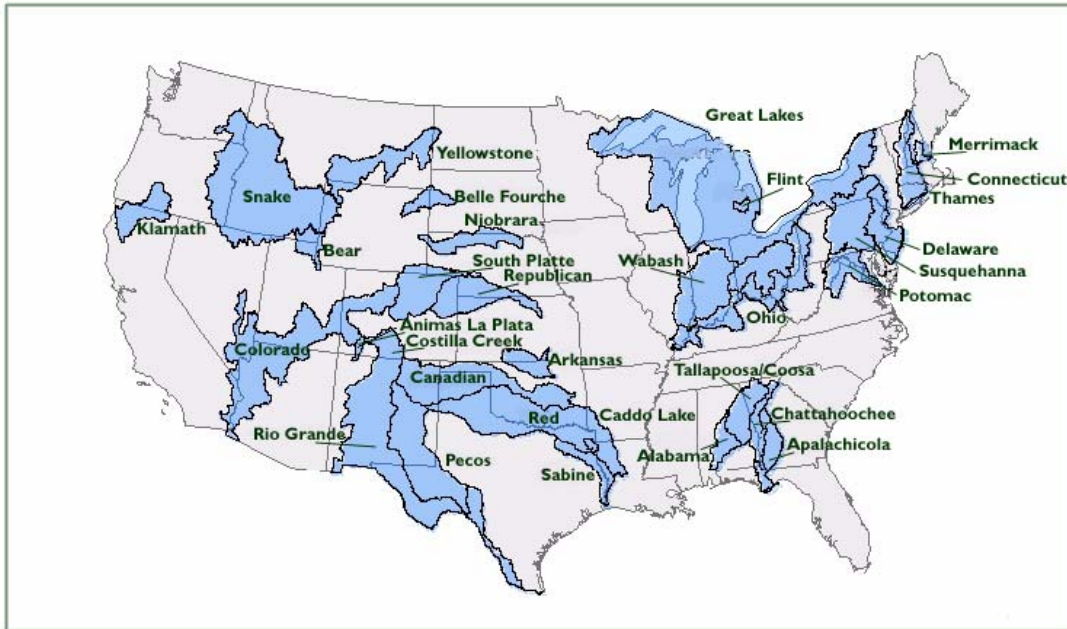 Great Lakes
Merrimack
Yellowstone
Flint
Connecticut
Snake
Belle Fourche
Thames
Niobrara
Klamath
Bear
Delaware
South Platte
Wabash
Susquehanna
Republican
Potomac
Ohio
Animas La Plata
Costilla Creek
Colorado
Arkansas
Tallapoosa/Coosa
Canadian
Red
Caddo Lake
Chattahoochee
Rio Grande
Apalachicola
Pecos
Alabama
Sabine